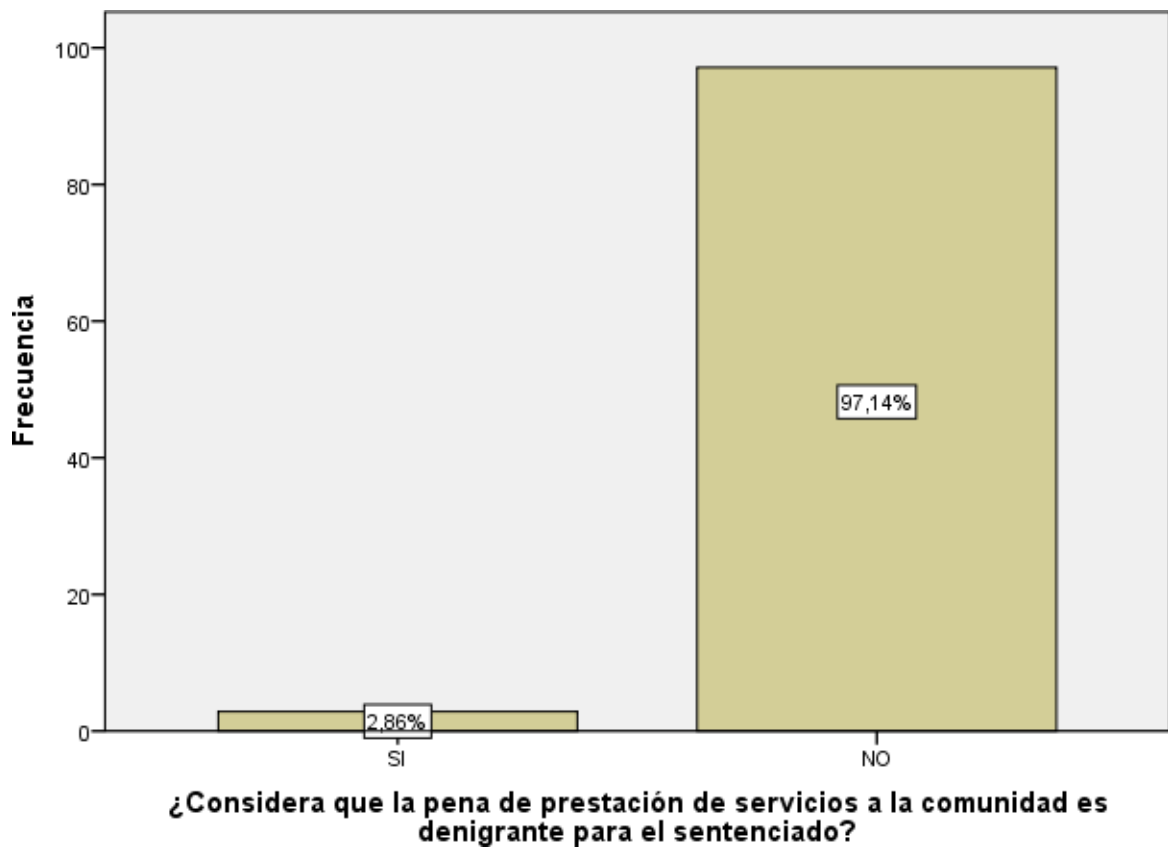 100
80
60
40
20
0
Frecuencia
2,86%
97,14%
SI
NO
¿Considera que la pena de prestación de servicios a la comunidad es
denigrante para el sentenciado?